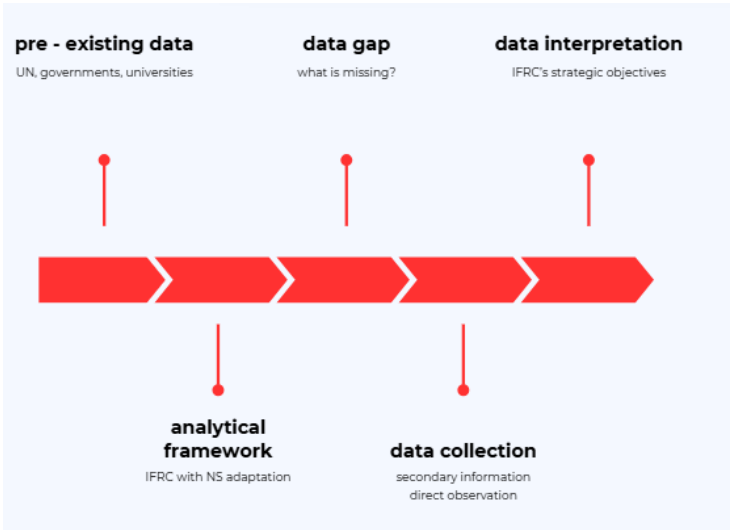 pre - existing data
UN, governments, universities
data gap
what is missing?
data interpretation
IFRC's strategic objectives
analytical
framework
IFRC with NS adaptation
data collection
secondary information
direct observation